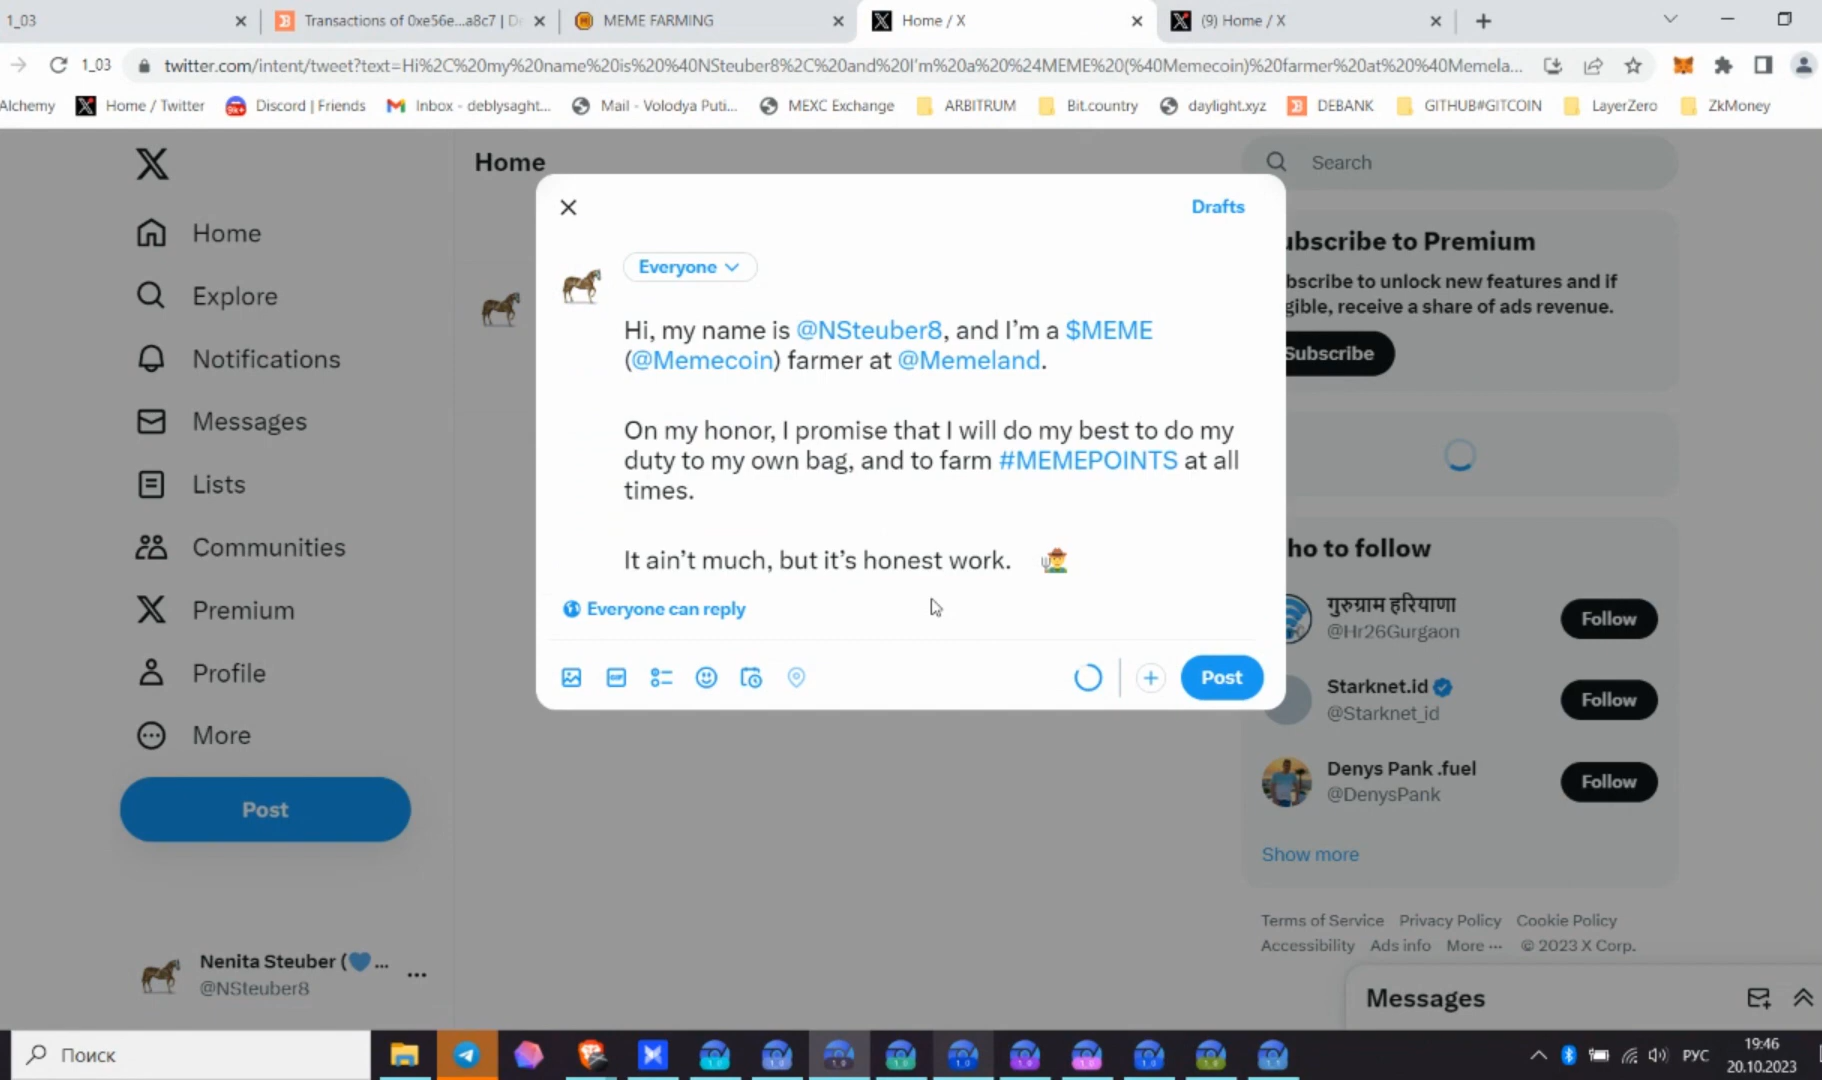 1_03
Transactions of 0xe56e...a8c7 | D
MEME FARMING
Home / X
(9) Home / X
1_03
twitter.com/intent/tweet?text=Hi%2C%20my%20name%20is%20%40NSteuber8%2C%20and%20I'm%20a%20%24MEME%20(%40Memecoin)%20farmer%20at%20%40Memela...
Alchemy
Home / Twitter
Discord | Friends
Inbox - deblysaght...
Mail - Volodya Puti...
MEXC Exchange
ARBITRUM
Bit.country
daylight.xyz
DEBANK
GITHUB#GITCOIN
LayerZero
ZkMoney
Home
Search
Home
Explore
Notifications
Messages
Lists
Communities
Premium
Profile
More
Post
Nenita Steuber (💙 ...
@NSteuber8
Drafts
Everyone
Hi, my name is @NSteuber8, and I’m a $MEME
(@Memecoin) farmer at @Memeland.
On my honor, I promise that I will do my best to do my
duty to my own bag, and to farm #MEMEPOINTS at all
times.
It ain’t much, but it’s honest work. 🧑‍🌾
Everyone can reply
GIF
Post
ubscribe to Premium
bscribe to unlock new features and if
gible, receive a share of ads revenue.
Subscribe
ho to follow
गुरुग्राम हरियाणा
@Hr26Gurgaon
Follow
Starknet.id
@Starknet_id
Follow
Denys Pank .fuel
@DenysPank
Follow
Show more
Terms of Service Privacy Policy Cookie Policy
Accessibility Ads info More ··· © 2023 X Corp.
Messages
Поиск
РУС
19:46
20.10.2023